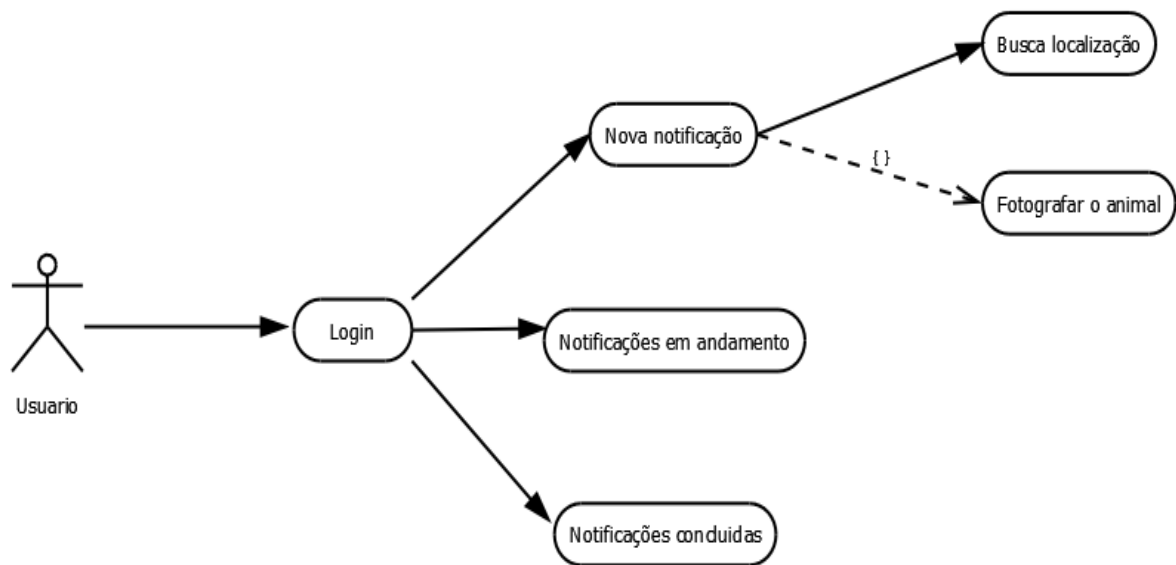 Busca localização
Nova notificação
{ }
Fotografar o animal
Login
Notificações em andamento
Usuario
Notificações concluidas